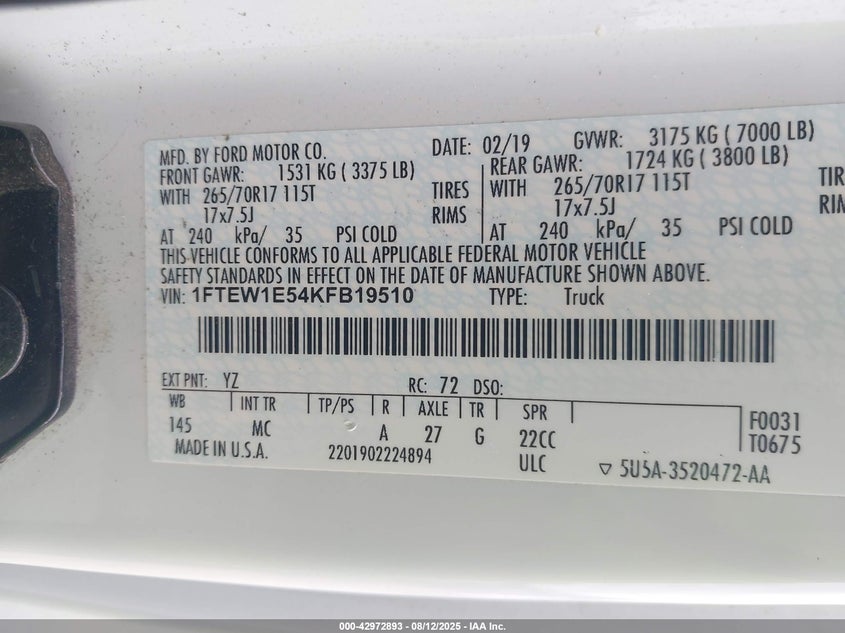 MFD. BY FORD MOTOR CO. DATE: 02/19 GVWR: 3175 KG ( 7000 LB)
FRONT GAWR: 1531 KG ( 3375 LB) REAR GAWR: 1724 KG ( 3800 LB)
WITH 265/70R17 115T TIRES WITH 265/70R17 115T TIR
17x7.5J RIMS 17x7.5J RIM
AT 240 kPa/ 35 PSI COLD AT 240 kPa/ 35 PSI COLD
THIS VEHICLE CONFORMS TO ALL APPLICABLE FEDERAL MOTOR VEHICLE
SAFETY STANDARDS IN EFFECT ON THE DATE OF MANUFACTURE SHOWN ABOVE.
VIN: 1FTEW1E54KFB19510 TYPE: Truck
EXT PNT: YZ RC: 72 DSO:
WB INT TR TP/PS R AXLE TR SPR F0031
145 MC A 27 G 22CC T0675
MADE IN U.S.A. 2201902224894 ULC ▽ 5U5A-3520472-AA
000-42972893 - 08/12/2025 - IAA Inc.